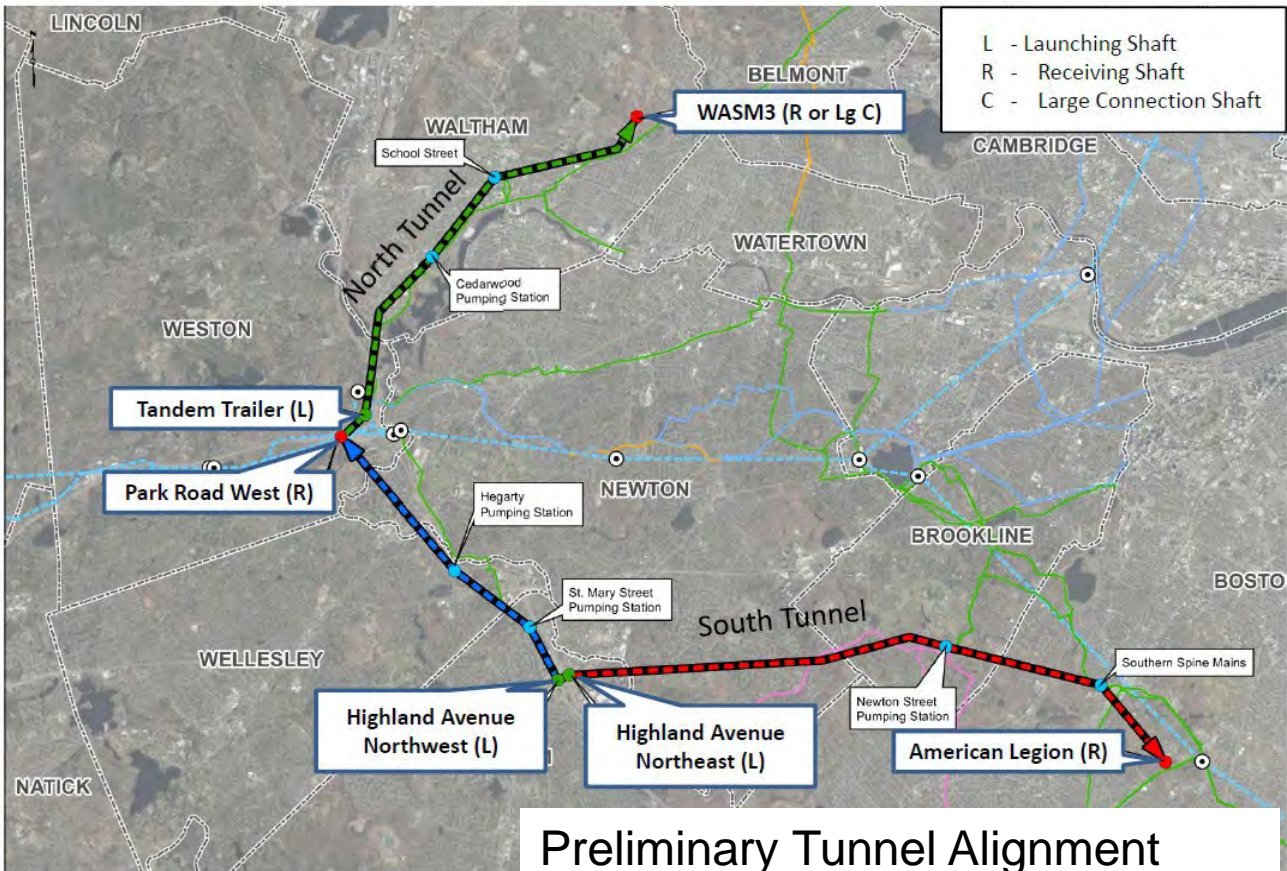 LINCOLN
L - Launching Shaft
R - Receiving Shaft
C - Large Connection Shaft
BELMONT
WASM3 (R or Lg C)
WALTHAM
CAMBRIDGE
School Street
North Tunnel
WATERTOWN
Cedarwood
Pumping Station
WESTON
Tandem Trailer (L)
Park Road West (R)
NEWTON
Hegarty
Pumping Station
BROOKLINE
BOSTO
St. Mary Street
Pumping Station
South Tunnel
WELLESLEY
Southern Spine Mains
Newton Street
Pumping Station
Highland Avenue
Northwest (L)
Highland Avenue
Northeast (L)
American Legion (R)
NATICK
Preliminary Tunnel Alignment